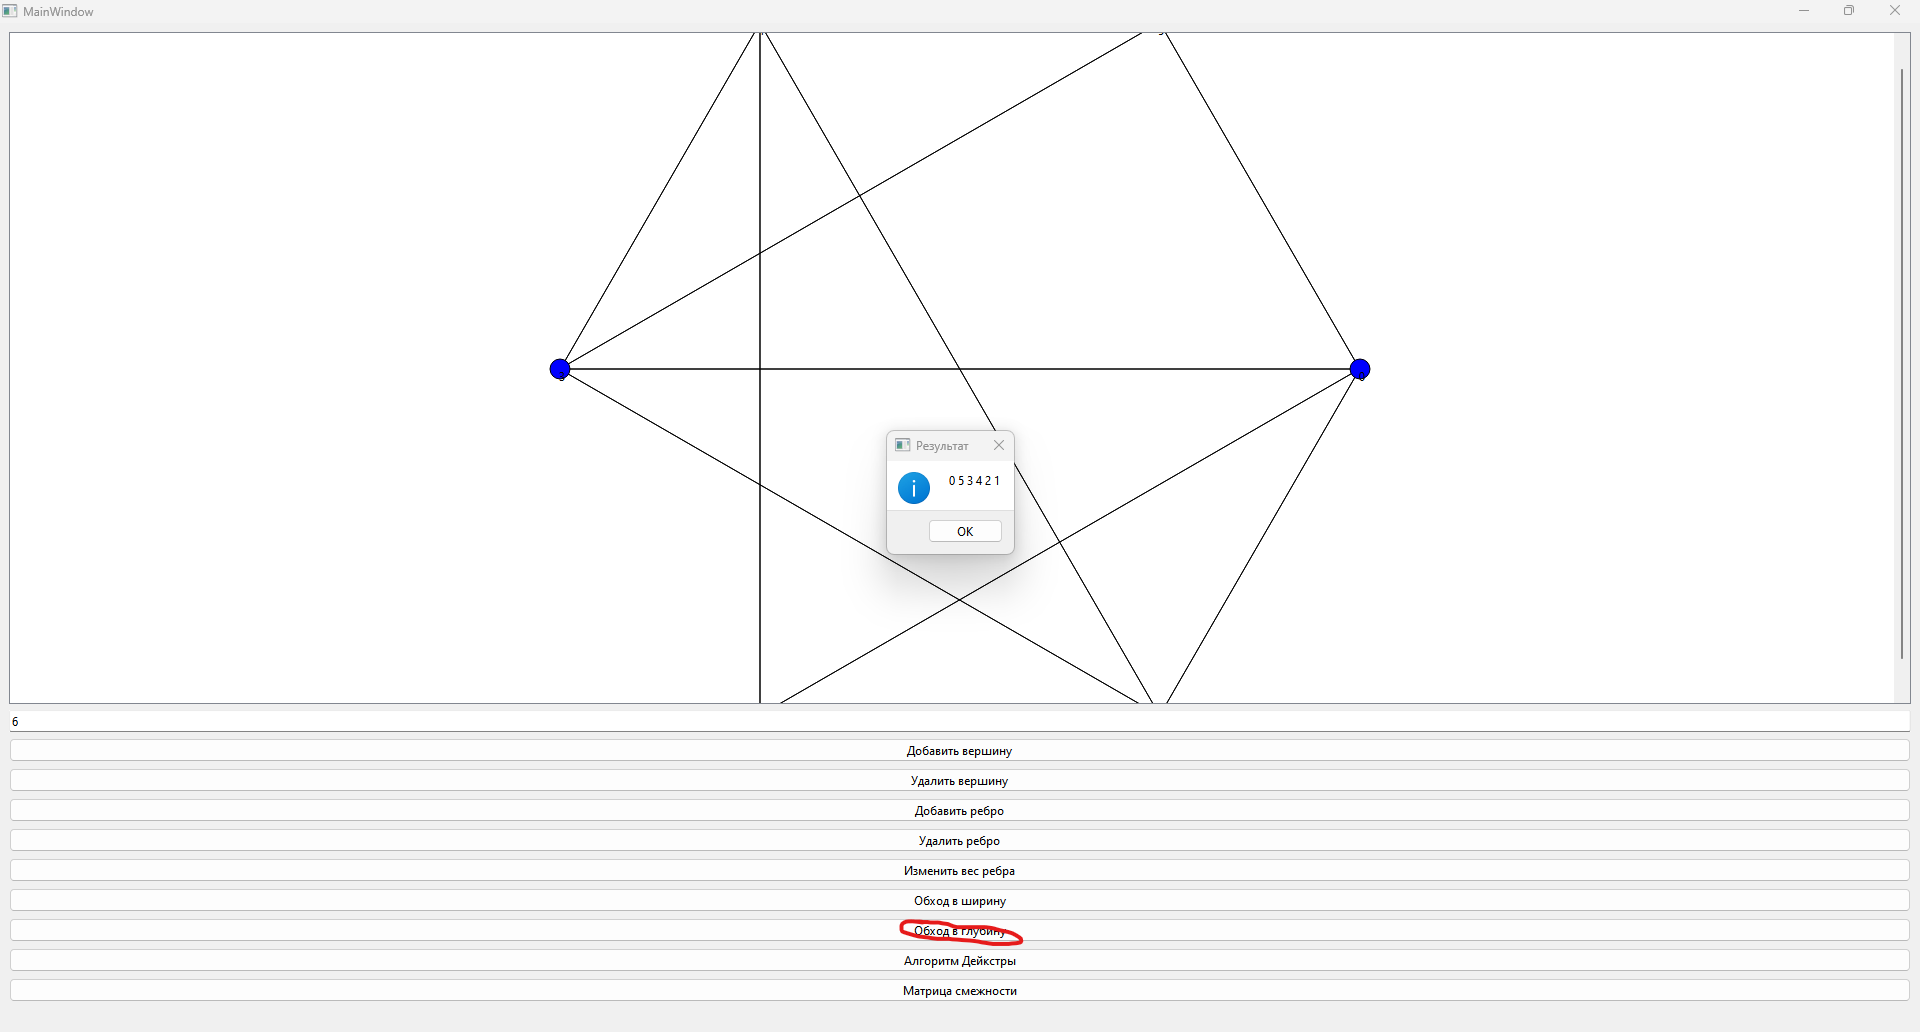 MainWindow
Результат
0 5 3 4 2 1
OK
6
Добавить вершину
Удалить вершину
Добавить ребро
Удалить ребро
Изменить вес ребра
Обход в ширину
Обход в глубину
Алгоритм Дейкстры
Матрица смежности